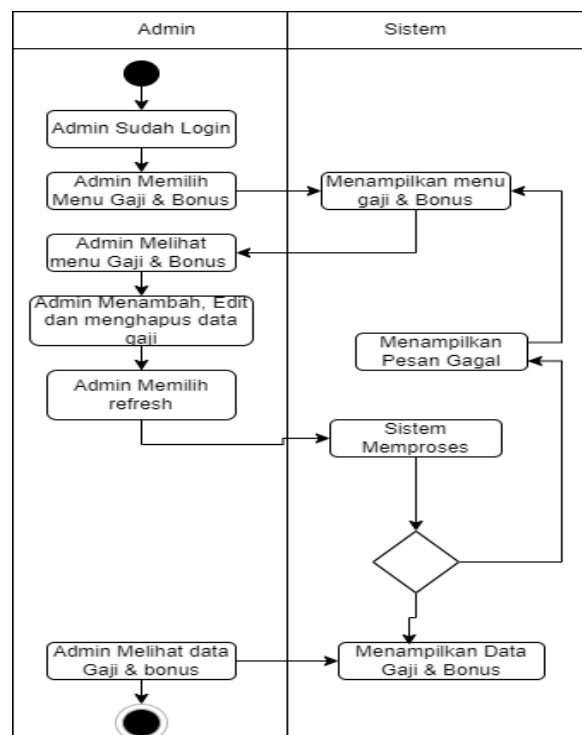 Admin
Sistem
Admin Sudah Login
Admin Memilih
Menu Gaji & Bonus
Menampilkan menu
gaji & Bonus
Admin Melihat
menu Gaji & Bonus
Admin Menambah, Edit
dan menghapus data
gaji
Menampilkan
Pesan Gagal
Admin Memilih
refresh
Sistem
Memproses
Admin Melihat data
Gaji & bonus
Menampilkan Data
Gaji & Bonus